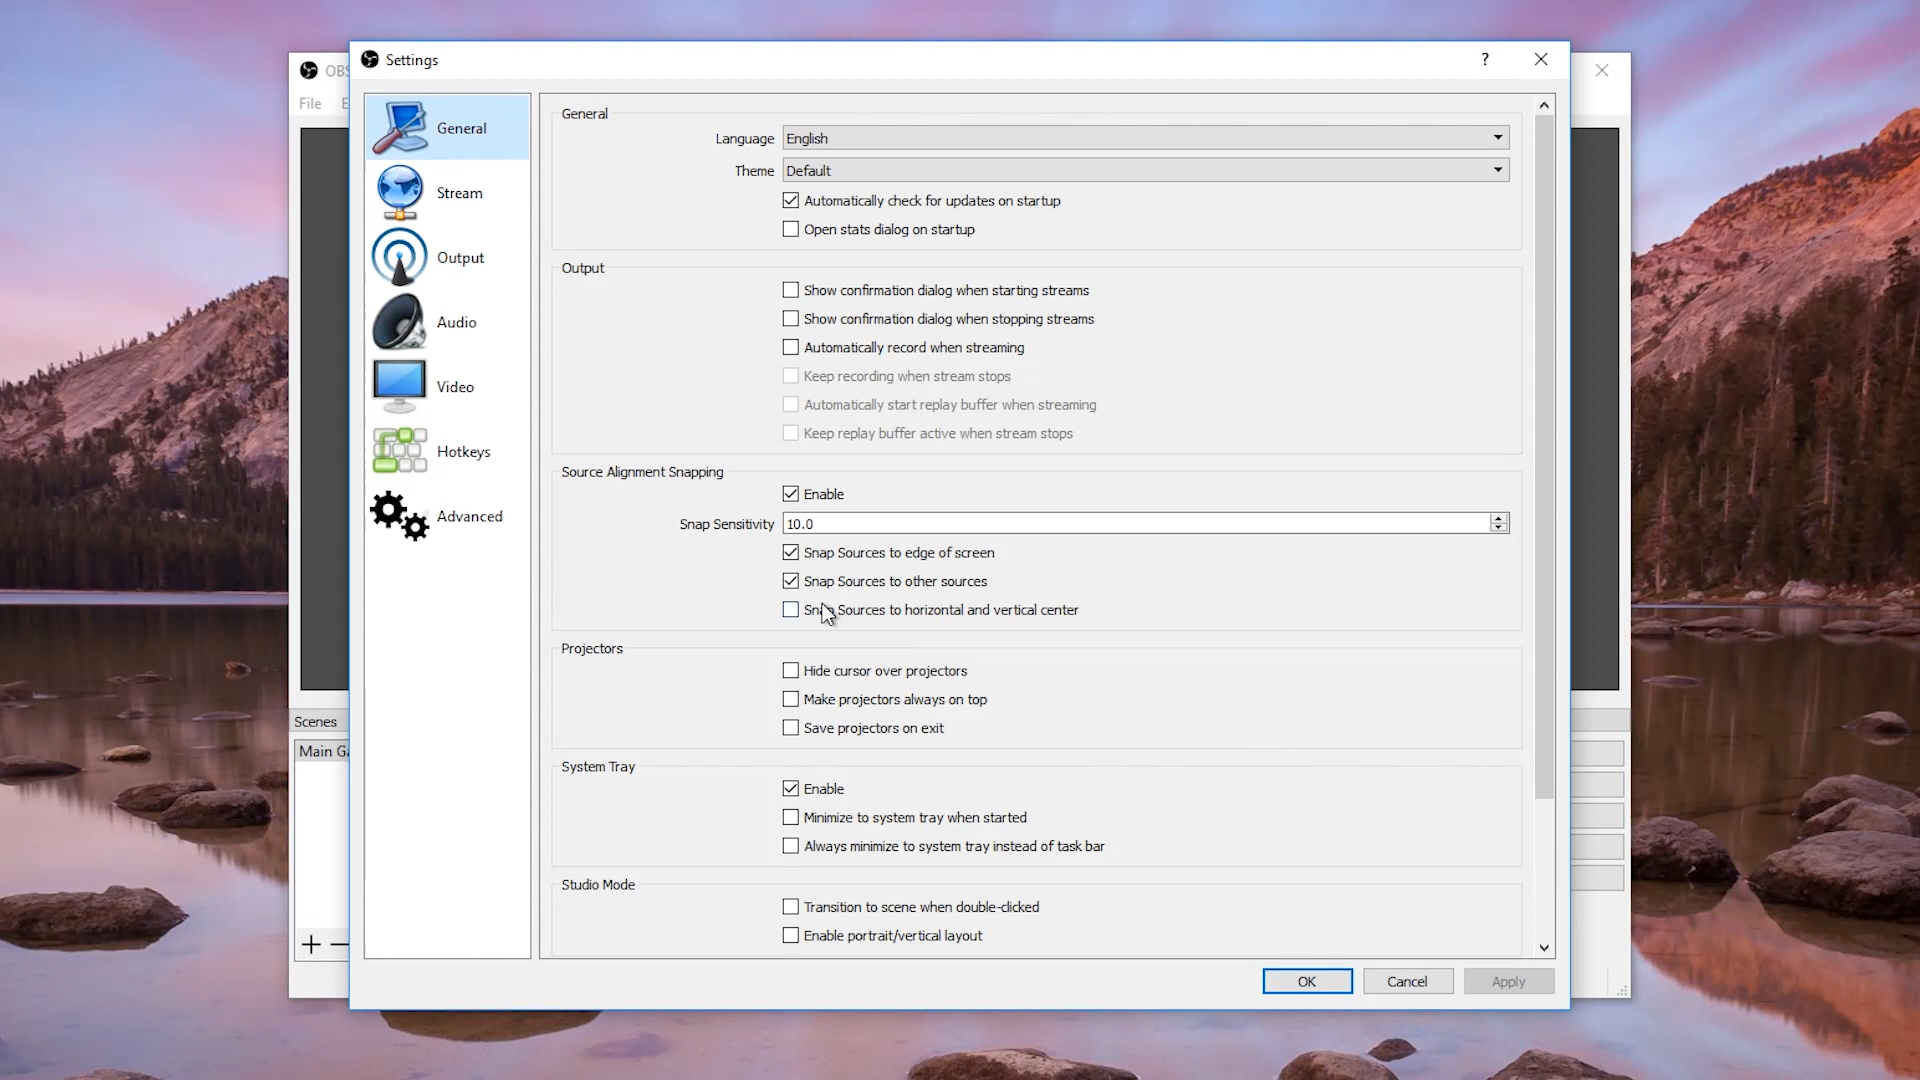 OBS
Settings
?
File
General
Stream
Output
Audio
Video
Hotkeys
Advanced
General
Language English
Theme Default
Automatically check for updates on startup
Open stats dialog on startup
Output
Show confirmation dialog when starting streams
Show confirmation dialog when stopping streams
Automatically record when streaming
Keep recording when stream stops
Automatically start replay buffer when streaming
Keep replay buffer active when stream stops
Source Alignment Snapping
Enable
Snap Sensitivity 10.0
Snap Sources to edge of screen
Snap Sources to other sources
Snap Sources to horizontal and vertical center
Projectors
Hide cursor over projectors
Make projectors always on top
Save projectors on exit
System Tray
Enable
Minimize to system tray when started
Always minimize to system tray instead of task bar
Studio Mode
Transition to scene when double-clicked
Enable portrait/vertical layout
OK Cancel Apply
Scenes
Main